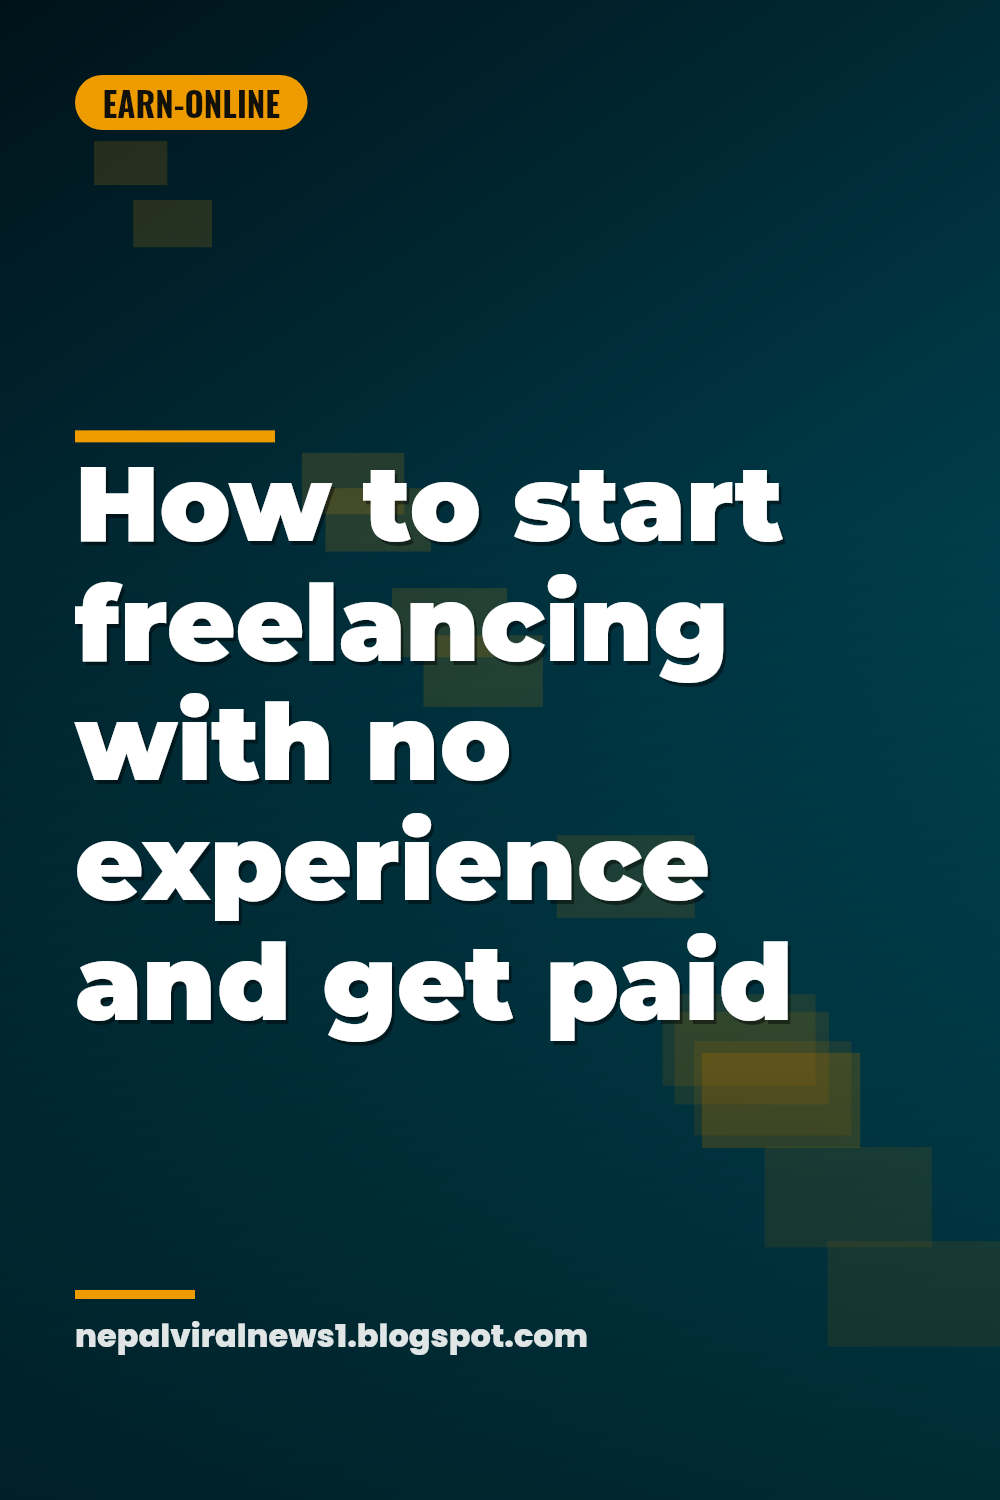 EARN-ONLINE
How to start
freelancing
with no
experience
and get paid
nepalviralnews1.blogspot.com